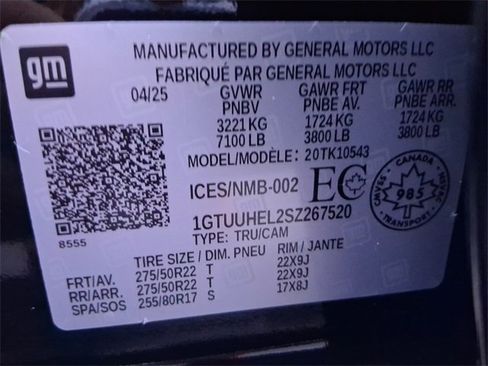 gm
MANUFACTURED BY GENERAL MOTORS LLC
FABRIQUÉ PAR GENERAL MOTORS LLC
04/25 GVWR GAWR FRT GAWR RR
PNBV PNBE AV. PNBE ARR.
3221 KG 1724 KG 1724 KG
7100 LB 3800 LB 3800 LB
MODEL/MODÈLE: 20TK10543
ICES/NMB-002 EC
CANADA
985
TRANSPORT
1GTUUHEL2SZ267520
8555
TYPE: TRU/CAM
TIRE SIZE / DIM. PNEU RIM / JANTE
FRT/AV. 275/50R22 T 22X9J
RR/ARR. 275/50R22 T 22X9J
SPA/SOS 255/80R17 S 17X8J